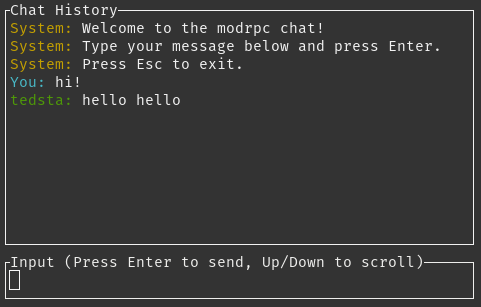 Chat History
System: Welcome to the modrpc chat!
System: Type your message below and press Enter.
System: Press Esc to exit.
You: hi!
tedsta: hello hello
Input (Press Enter to send, Up/Down to scroll)